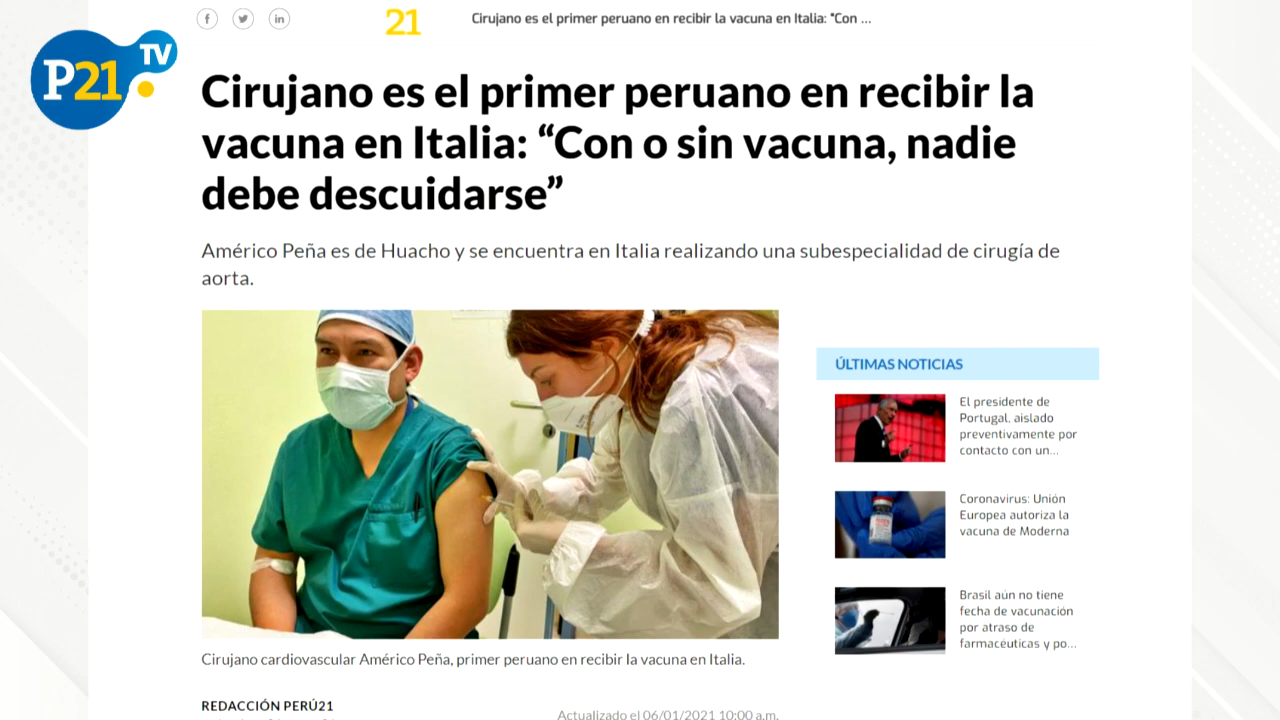 P21 TV
f
in
21
Cirujano es el primer peruano en recibir la vacuna en Italia: "Con ...
Cirujano es el primer peruano en recibir la
vacuna en Italia: “Con o sin vacuna, nadie
debe descuidarse”
Américo Peña es de Huacho y se encuentra en Italia realizando una subespecialidad de cirugía de
aorta.
ÚLTIMAS NOTICIAS
El presidente de
Portugal, aislado
preventivamente por
contacto con un...
Coronavirus: Unión
Europea autoriza la
vacuna de Moderna
Brasil aún no tiene
fecha de vacunación
por atraso de
farmacéuticas y po...
Cirujano cardiovascular Américo Peña, primer peruano en recibir la vacuna en Italia.
REDACCIÓN PERÚ21
Actualizado el 06/01/2021 10:00 a.m.